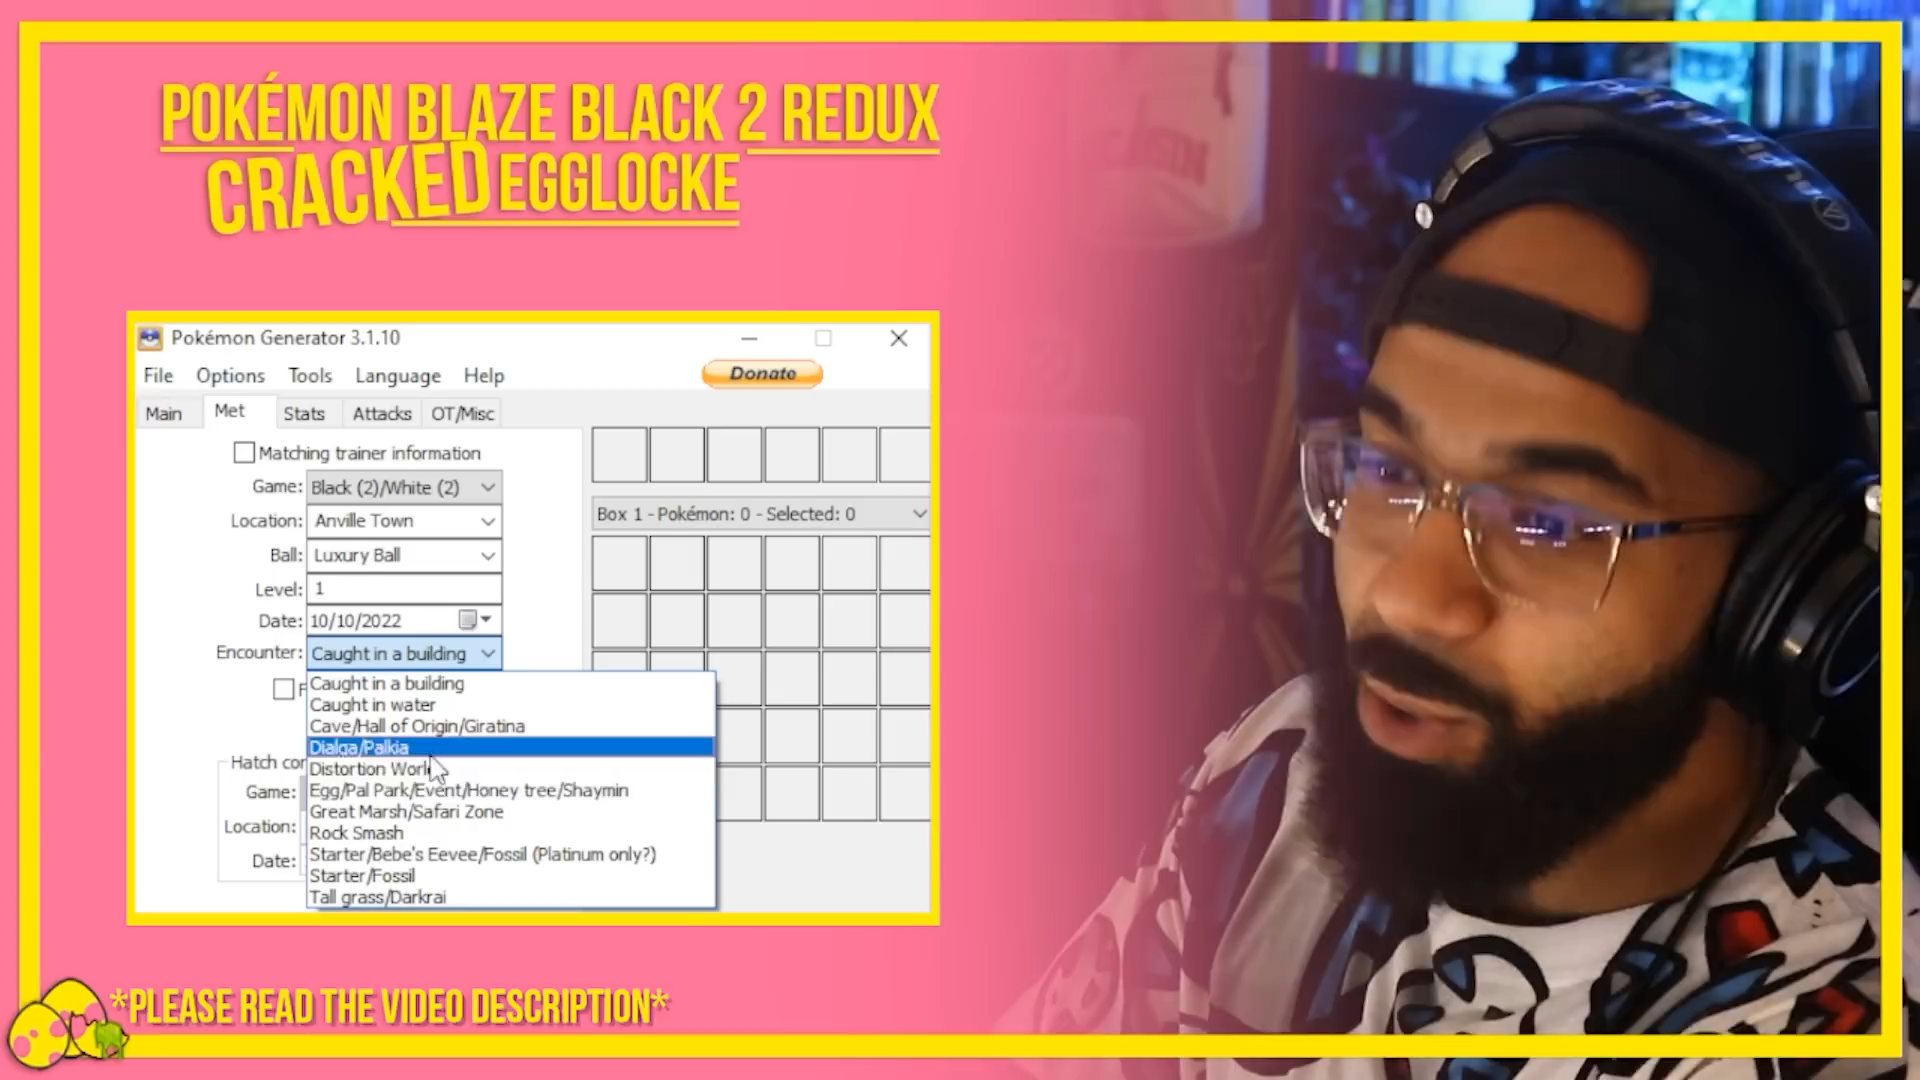 POKÉMON BLAZE BLACK 2 REDUX
CRACKED EGGLOCKE
Pokémon Generator 3.1.10
File Options Tools Language Help
Donate
Main Met Stats Attacks OT/Misc
Matching trainer information
Game: Black (2)/White (2)
Location: Anville Town
Box 1 - Pokémon: 0 - Selected: 0
Ball: Luxury Ball
Level: 1
Date: 10/10/2022
Encounter: Caught in a building
Caught in a building
Caught in water
Cave/Hall of Origin/Giratina
Dialga/Palkia
Distortion Worl
Egg/Pal Park/Event/Honey tree/Shaymin
Great Marsh/Safari Zone
Rock Smash
Starter/Bebe's Eevee/Fossil (Platinum only?)
Starter/Fossil
Tall grass/Darkrai
Hatch cor
Game:
Location:
Date:
*PLEASE READ THE VIDEO DESCRIPTION*